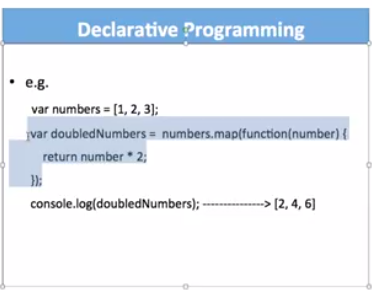 Declarative Programming
• e.g.
var numbers = [1, 2, 3];
var doubledNumbers = numbers.map(function(number) {
return number * 2;
});
console.log(doubledNumbers); --------------> [2, 4, 6]